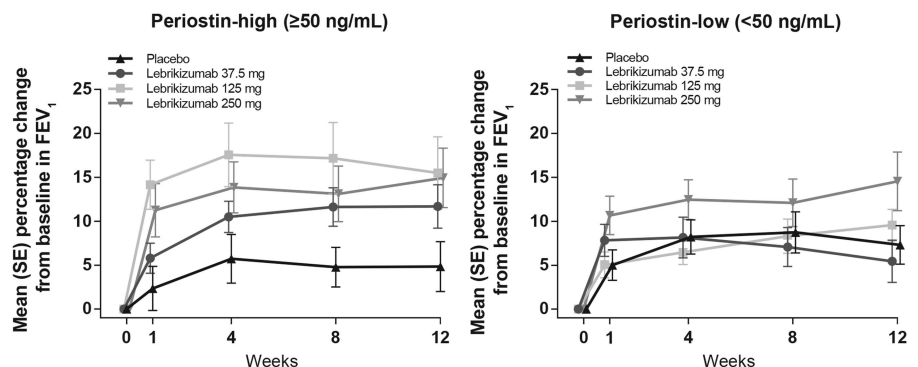 Periostin-high (≥50 ng/mL)
Placebo
Lebrikizumab 37.5 mg
Lebrikizumab 125 mg
Lebrikizumab 250 mg
Mean (SE) percentage change
from baseline in FEV₁
25
20
15
10
5
0
0 1 4 8 12
Weeks
Periostin-low (<50 ng/mL)
Placebo
Lebrikizumab 37.5 mg
Lebrikizumab 125 mg
Lebrikizumab 250 mg
Mean (SE) percentage change
from baseline in FEV₁
25
20
15
10
5
0
0 1 4 8 12
Weeks